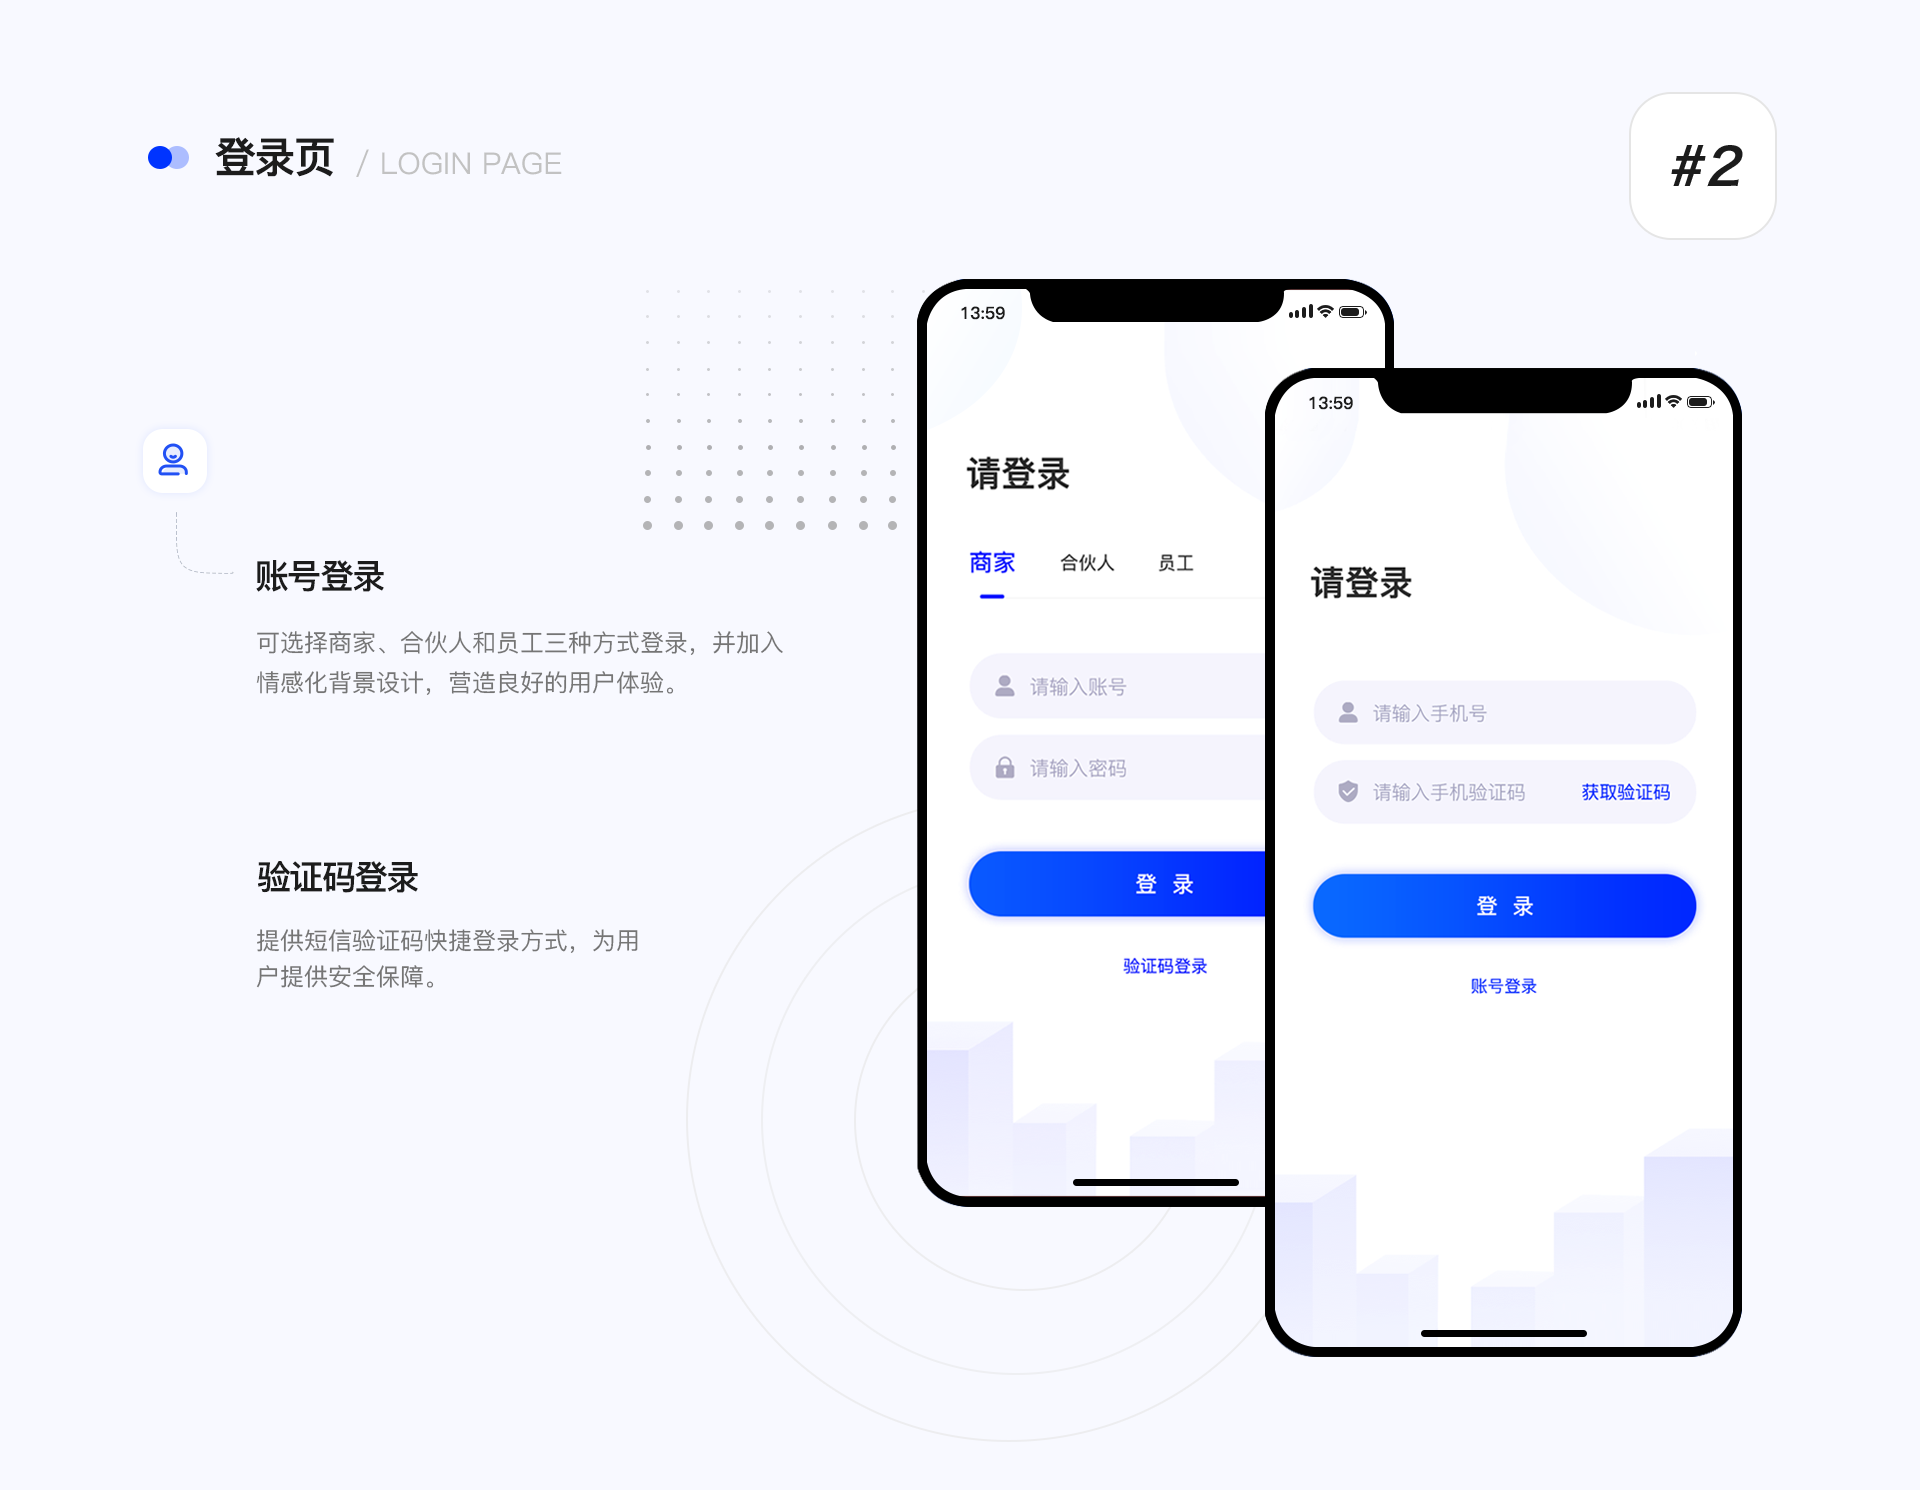 登录页 / LOGIN PAGE
#2
账号登录
可选择商家、合伙人和员工三种方式登录，并加入
情感化背景设计，营造良好的用户体验。
验证码登录
提供短信验证码快捷登录方式，为用
户提供安全保障。
13:59
请登录
商家 合伙人 员工
请输入账号
请输入密码
登 录
验证码登录
13:59
请登录
请输入手机号
请输入手机验证码 获取验证码
登 录
账号登录